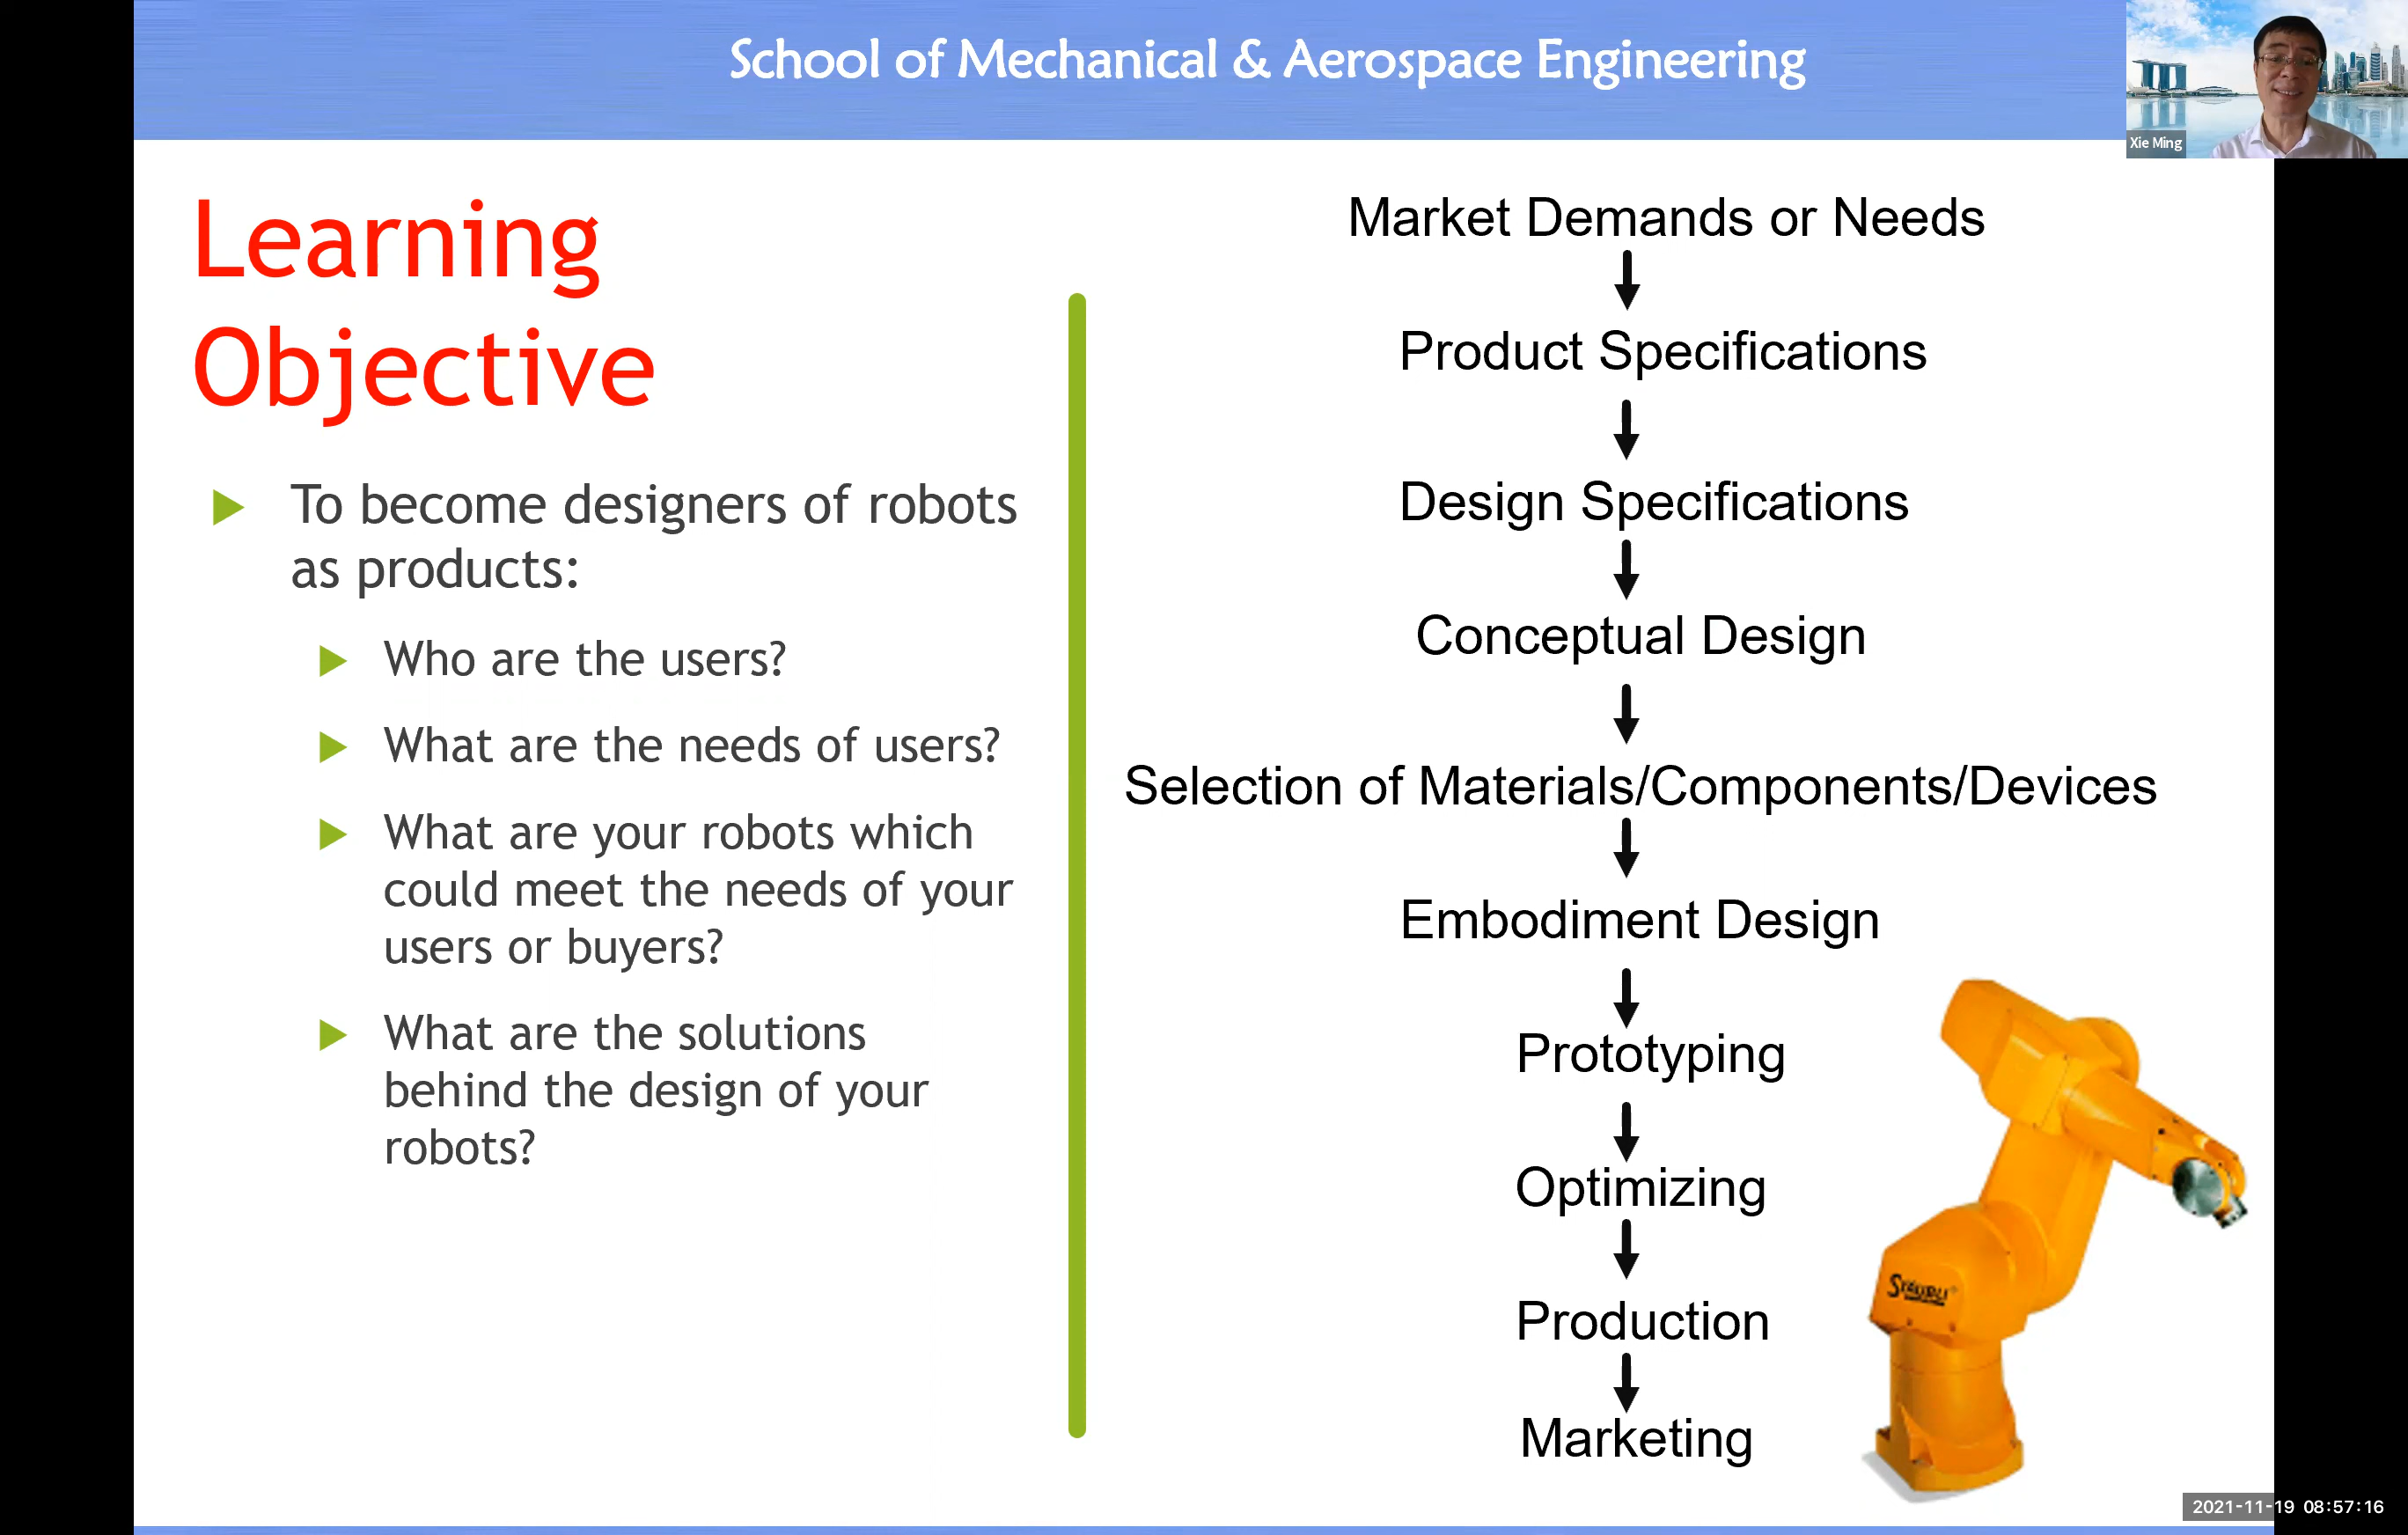 School of Mechanical & Aerospace Engineering
Xie Ming
Learning
Objective
To become designers of robots
as products:
Who are the users?
What are the needs of users?
What are your robots which
could meet the needs of your
users or buyers?
What are the solutions
behind the design of your
robots?
Market Demands or Needs
Product Specifications
Design Specifications
Conceptual Design
Selection of Materials/Components/Devices
Embodiment Design
Prototyping
Optimizing
Production
Marketing
2021-11-19 08:57:16